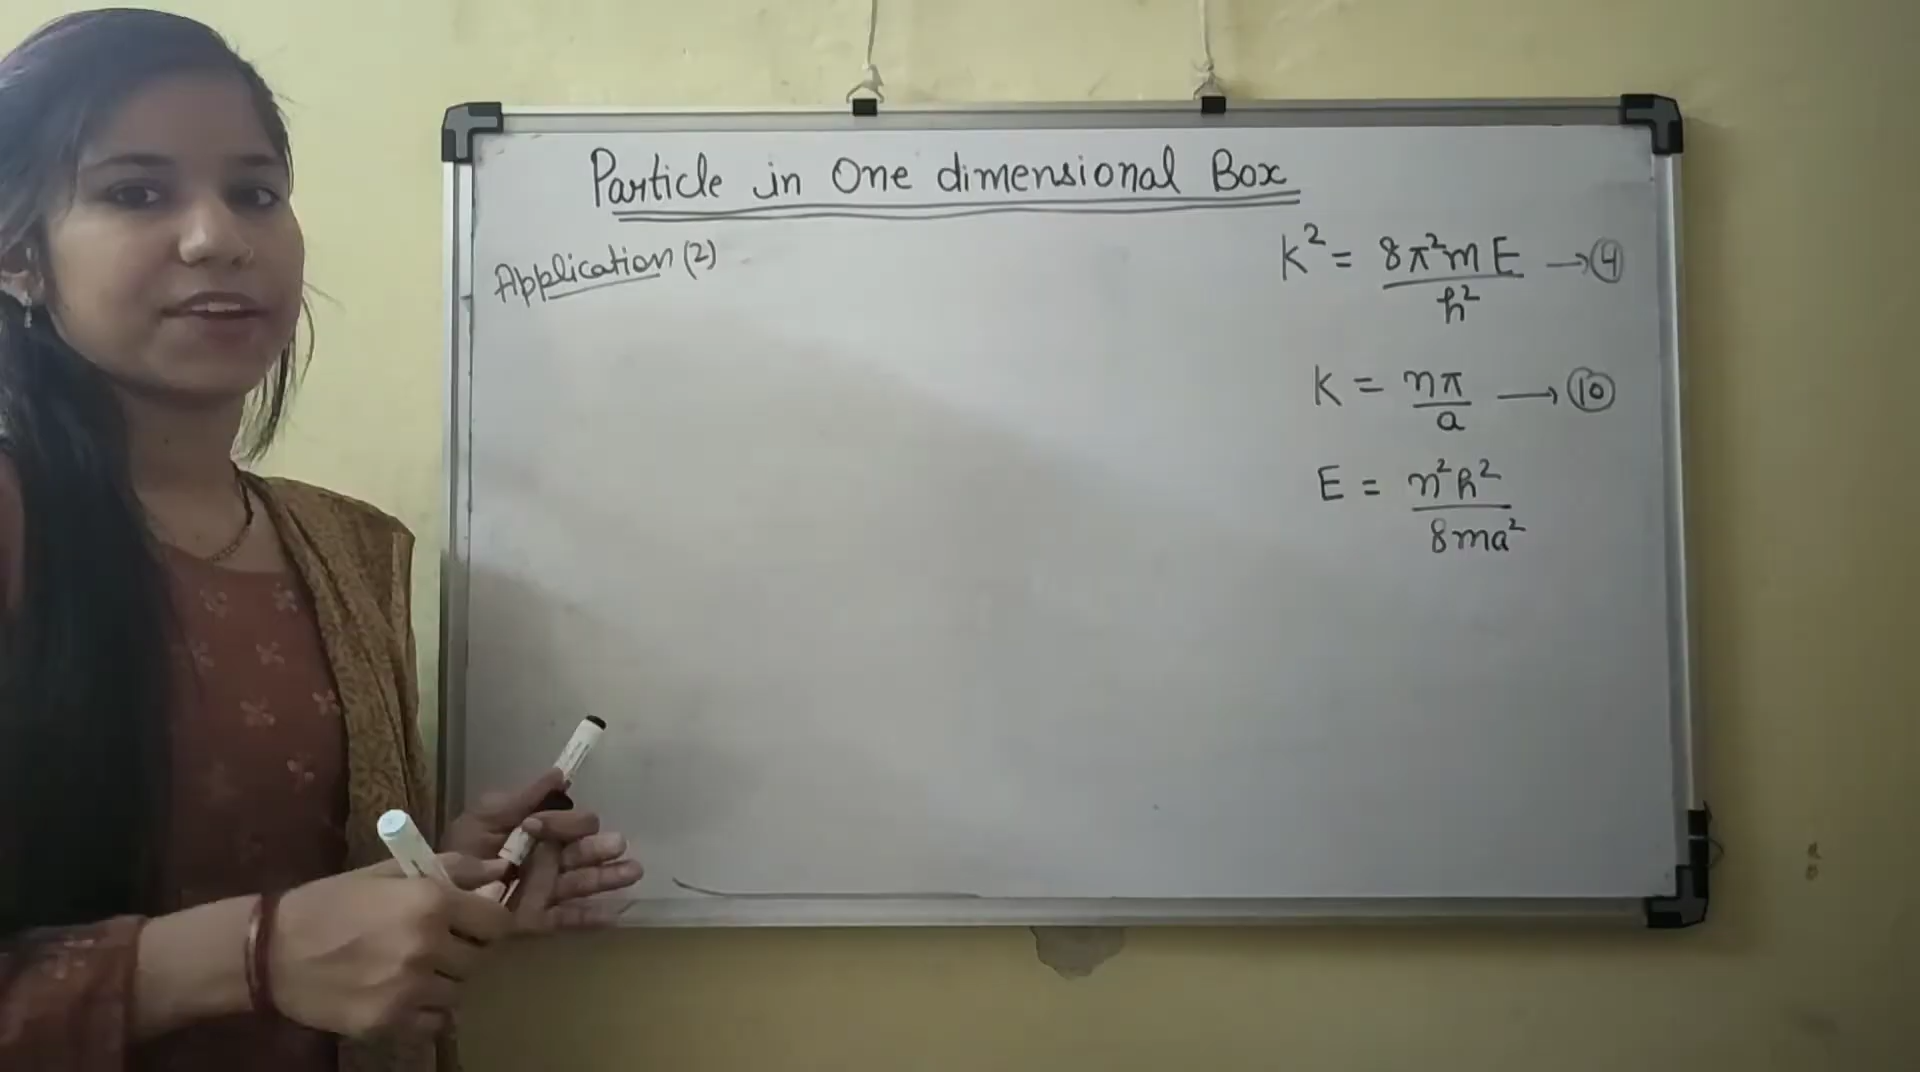 Particle in One dimensional Box
Application (2)
K² = 8π²mE / h² → ④
K = nπ / a → ⑩
E = n²h² / 8ma²